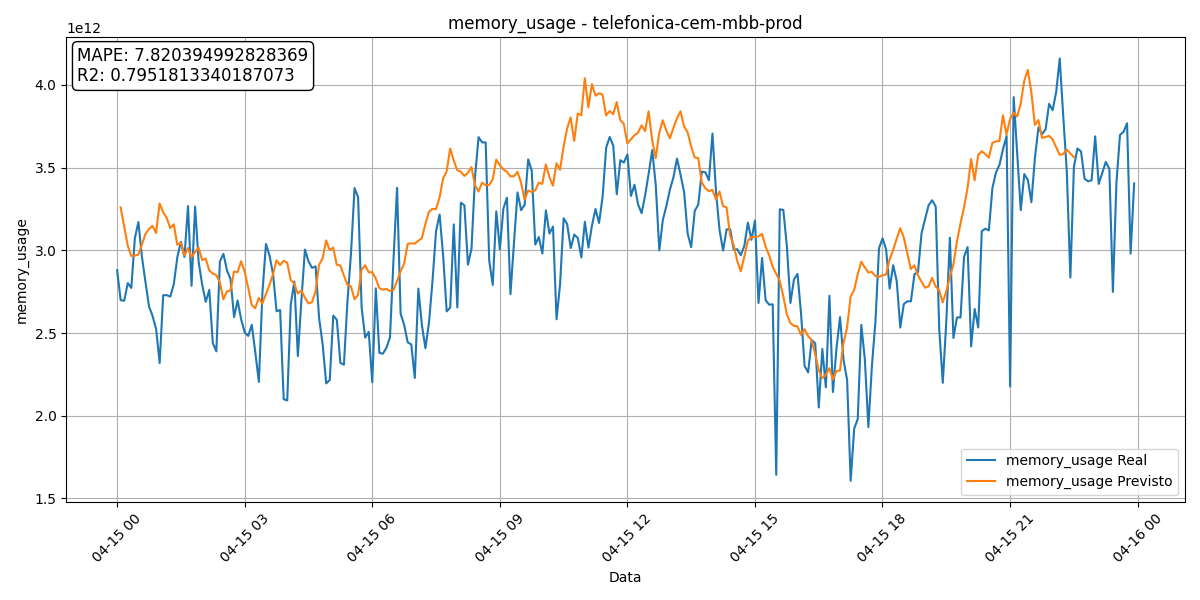 memory_usage - telefonica-cem-mbb-prod
1e12
MAPE: 7.820394992828369
R2: 0.7951813340187073
4.0
3.5
3.0
2.5
2.0
1.5
memory_usage
memory_usage Real
memory_usage Previsto
04-15 00
04-15 03
04-15 06
04-15 09
04-15 12
04-15 15
04-15 18
04-15 21
04-16 00
Data